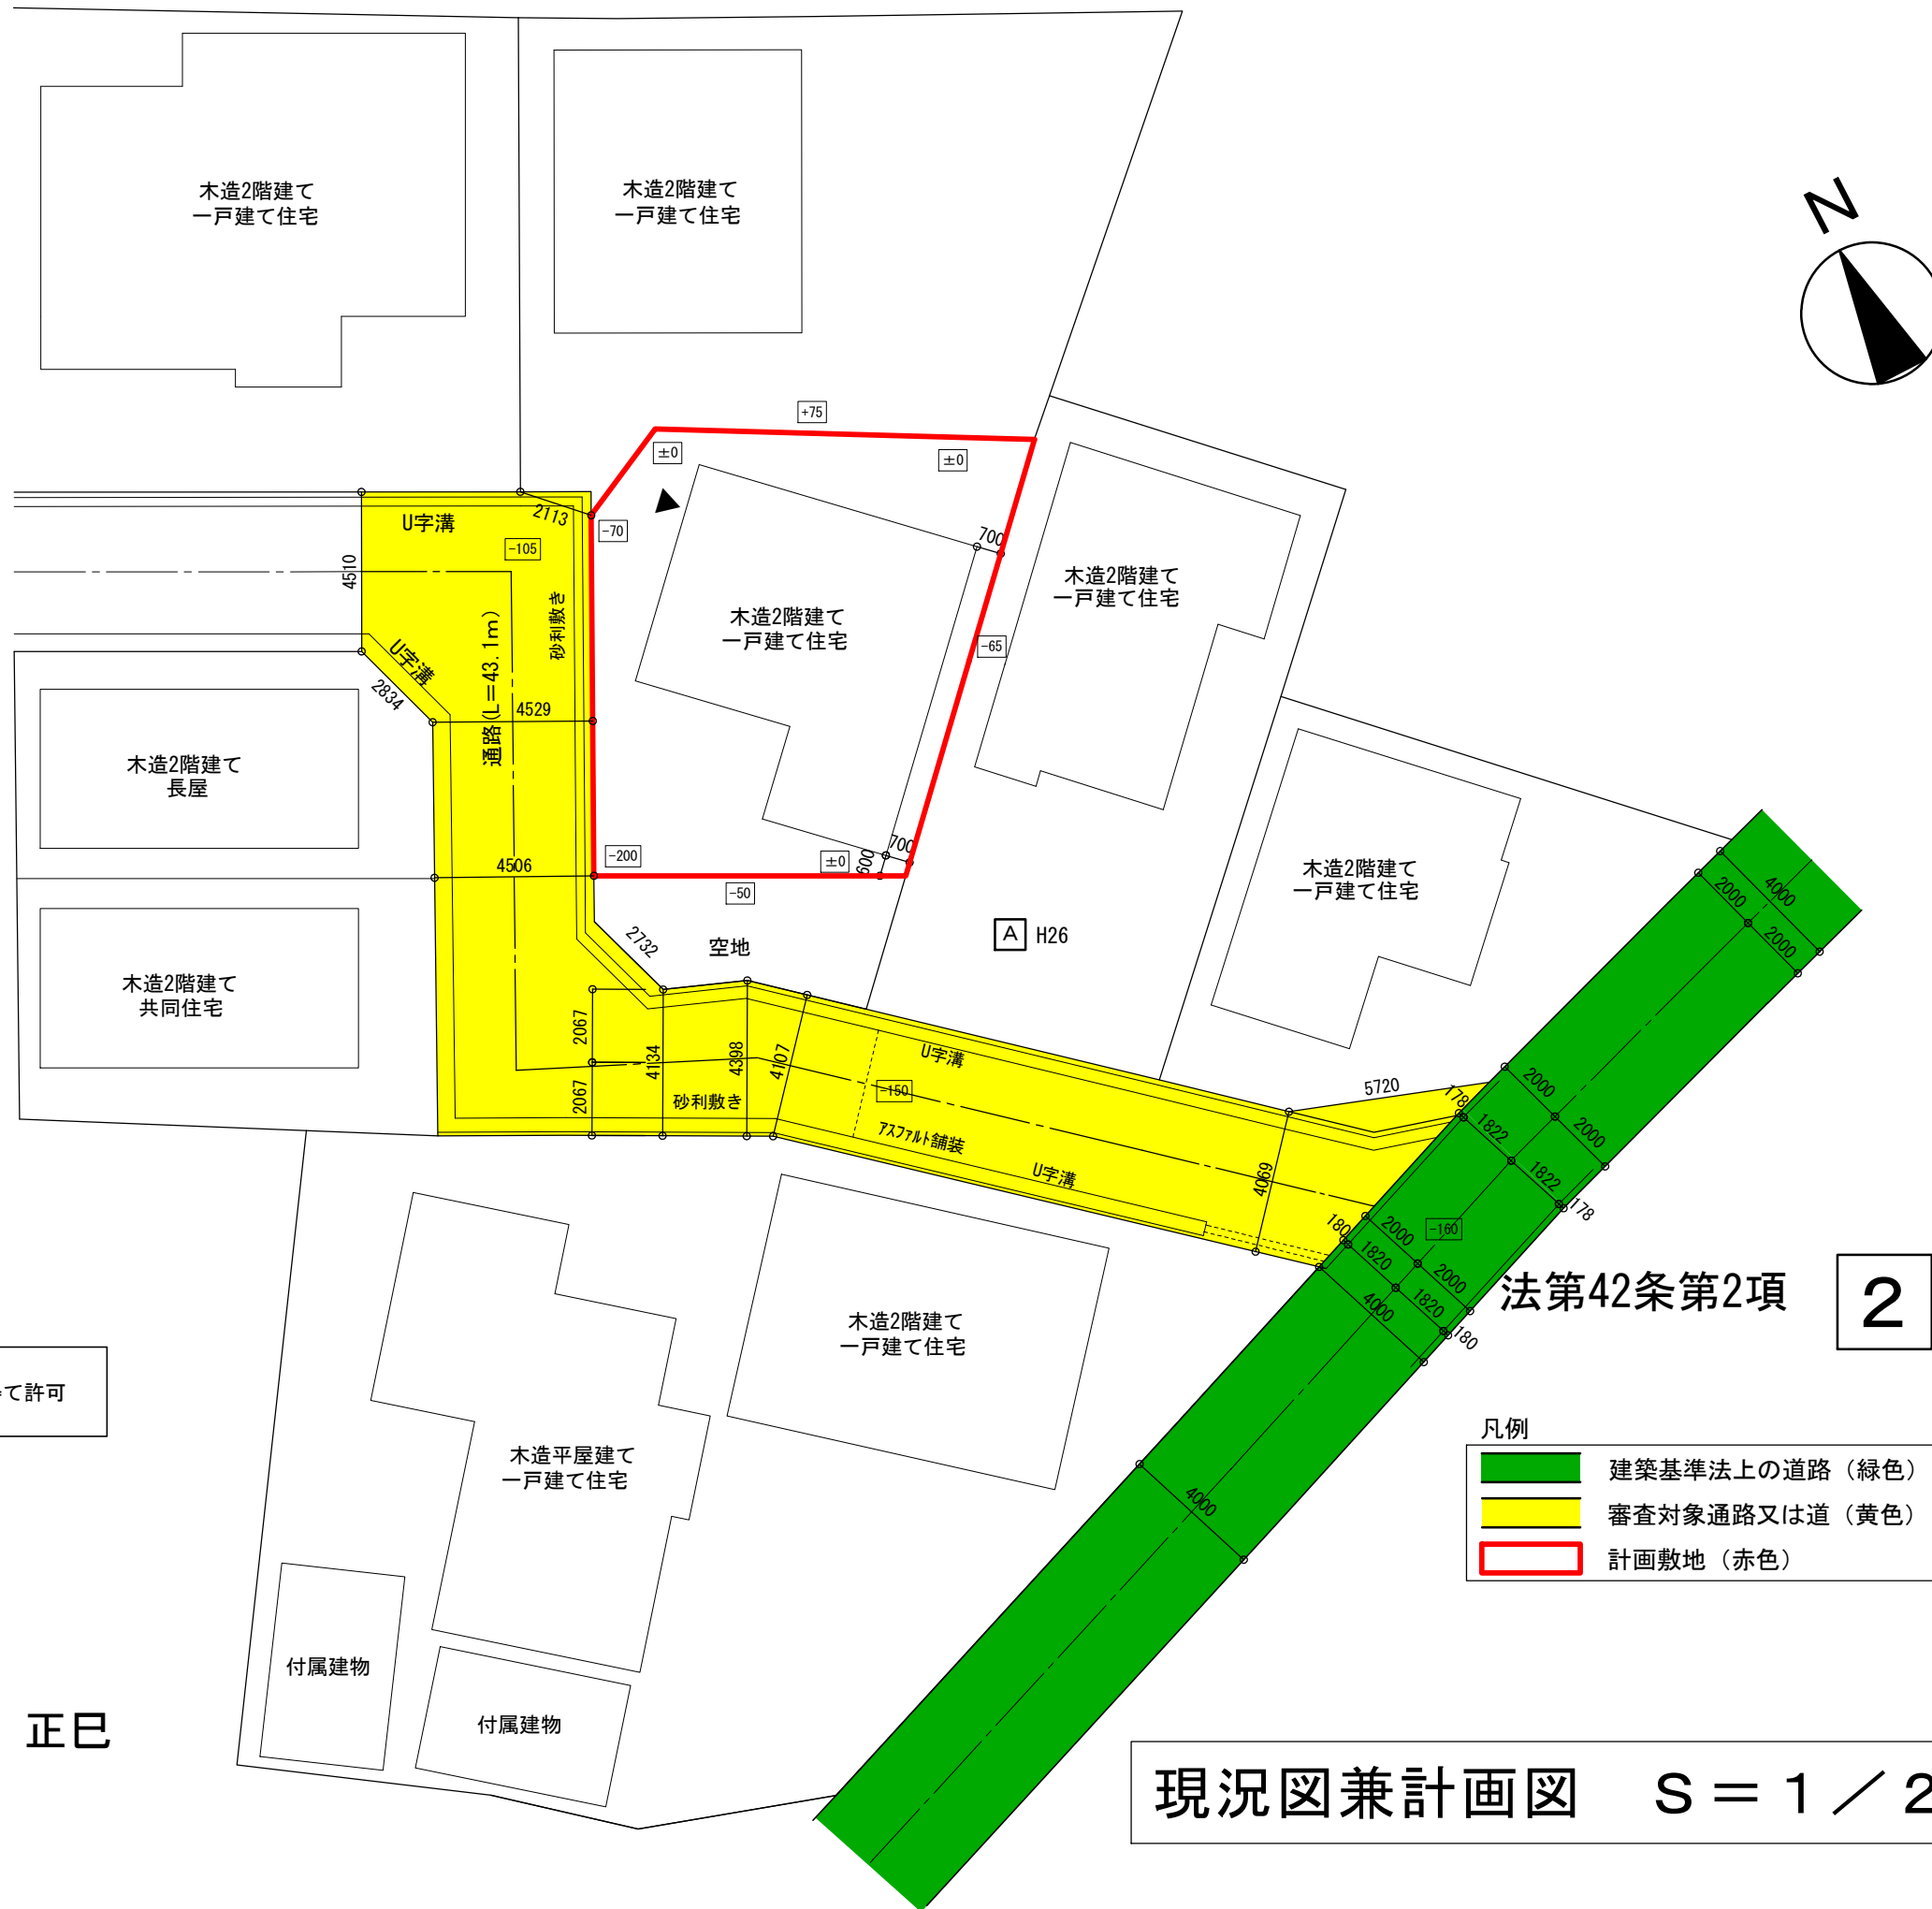 木造2階建て
一戸建て住宅
木造2階建て
一戸建て住宅
N
+75
±0
±0
2113
-70
U字溝
-105
700
4510
砂利敷き
通路(L=43.1m)
木造2階建て
一戸建て住宅
木造2階建て
一戸建て住宅
-65
U字溝
2834
4529
木造2階建て
長屋
4506
-200
±0
600
700
-50
木造2階建て
一戸建て住宅
4000
2000
2000
2732
空地
A H26
木造2階建て
共同住宅
2067
2067
4134
4398
4107
砂利敷き
U字溝
-150
アスファルト舗装
U字溝
5720
4069
178
1822
1822
178
2000
2000
180
1820
1820
180
2000
2000
-160
4000
法第42条第2項
2
木造2階建て
一戸建て住宅
て許可
木造平屋建て
一戸建て住宅
4000
凡例
建築基準法上の道路（緑色）
審査対象通路又は道（黄色）
計画敷地（赤色）
付属建物
付属建物
正巳
現況図兼計画図 S＝1／2